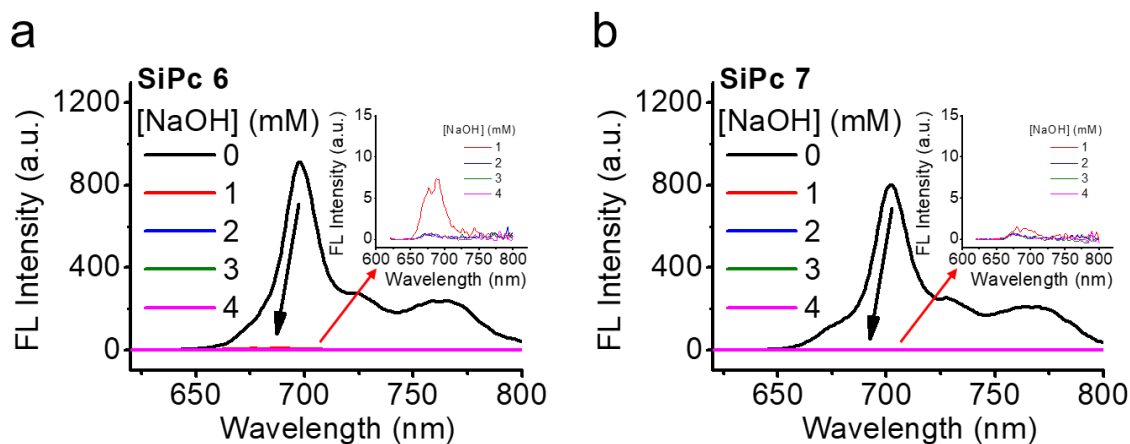 a
SiPc 6
[NaOH] (mM)
0
1
2
3
4
1200
800
400
0
FL Intensity (a.u.)
650 700 750 800
Wavelength (nm)
15
10
5
0
FL Intensity (a.u.)
[NaOH] (mM)
1
2
3
4
600 650 700 750 800
Wavelength (nm)
b
SiPc 7
[NaOH] (mM)
0
1
2
3
4
1200
800
400
0
FL Intensity (a.u.)
650 700 750 800
Wavelength (nm)
15
10
5
0
FL Intensity (a.u.)
[NaOH] (mM)
1
2
3
4
600 650 700 750 800
Wavelength (nm)